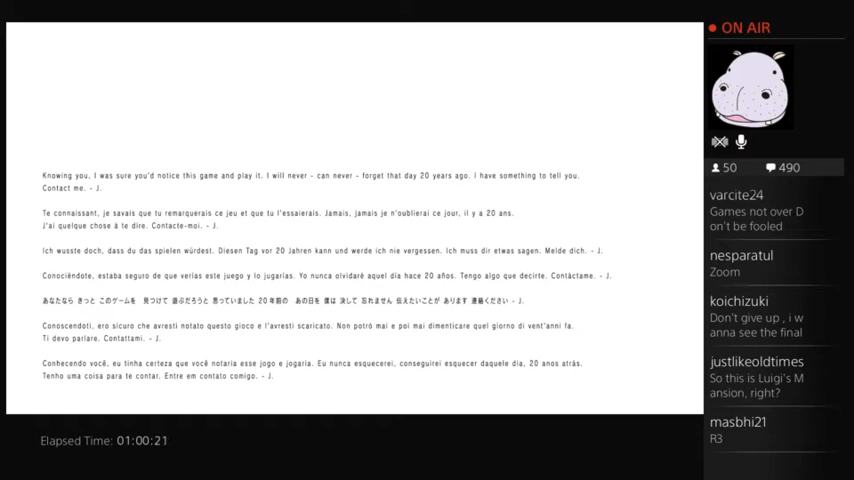 ON AIR
50
490
Knowing you, I was sure you'd notice this game and play it. I will never - can never - forget that day 20 years ago. I have something to tell you.
Contact me. - J.
Te connaissant, je savais que tu remarquerais ce jeu et que tu l'essaierais. Jamais, jamais je n'oublierai ce jour, il y a 20 ans.
J'ai quelque chose à te dire. Contacte-moi. - J.
Ich wusste doch, dass du das spielen würdest. Diesen Tag vor 20 Jahren kann und werde ich nie vergessen. Ich muss dir etwas sagen. Melde dich. - J.
Conociéndote, estaba seguro de que verías este juego y lo jugarías. Yo nunca olvidaré aquel día hace 20 años. Tengo algo que decirte. Contáctame. - J.
あなたなら きっと このゲームを 見つけて 遊ぶだろうと 思っていました 20年前の あの日を 僕は 決して 忘れません 伝えたいことが あります 連絡ください - J.
Conoscendoti, ero sicuro che avresti notato questo gioco e l'avresti scaricato. Non potrò mai e poi mai dimenticare quel giorno di vent'anni fa.
Ti devo parlare. Contattami. - J.
Conhecendo você, eu tinha certeza que você notaria esse jogo e jogaria. Eu nunca esquecerei, conseguirei esquecer daquele dia, 20 anos atrás.
Tenho uma coisa para te contar. Entre em contato comigo. - J.
varcite24
Games not over D
on't be fooled
nesparatul
Zoom
koichizuki
Don't give up , i w
anna see the final
justlikeoldtimes
So this is Luigi's M
ansion, right?
masbhi21
R3
Elapsed Time: 01:00:21